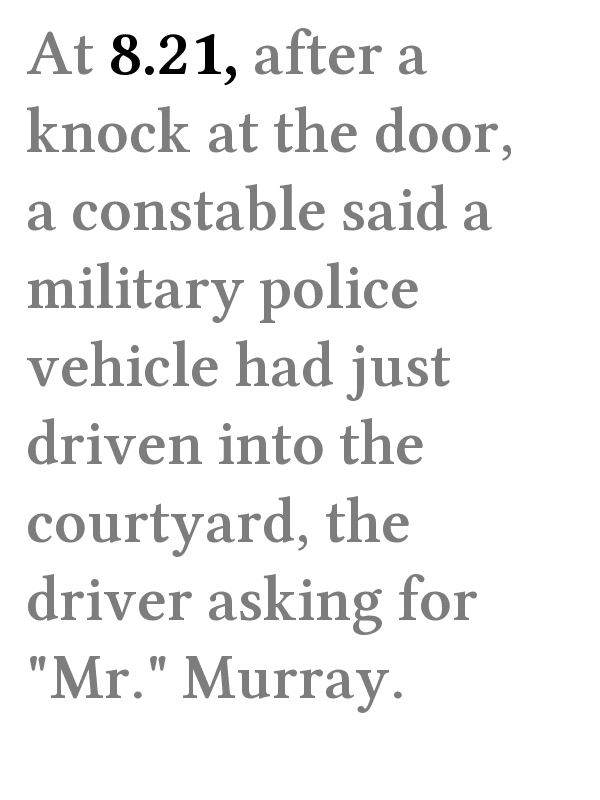 At 8.21, after a
knock at the door,
a constable said a
military police
vehicle had just
driven into the
courtyard, the
driver asking for
"Mr." Murray.